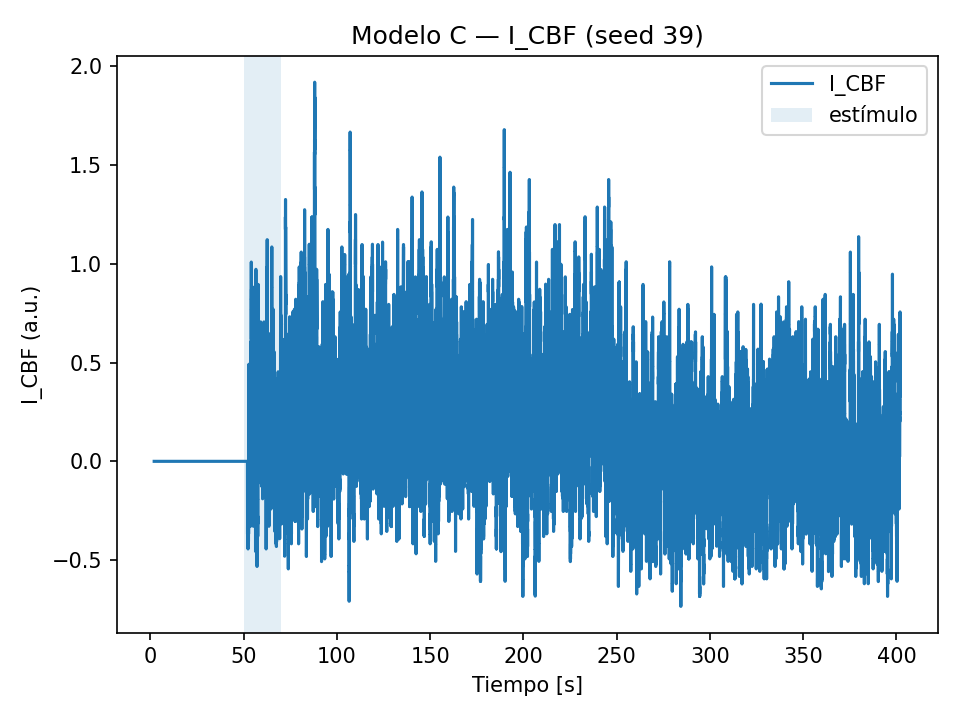 Modelo C — I_CBF (seed 39)
I_CBF
estímulo
2.0
1.5
1.0
0.5
0.0
−0.5
I_CBF (a.u.)
0 50 100 150 200 250 300 350 400
Tiempo [s]